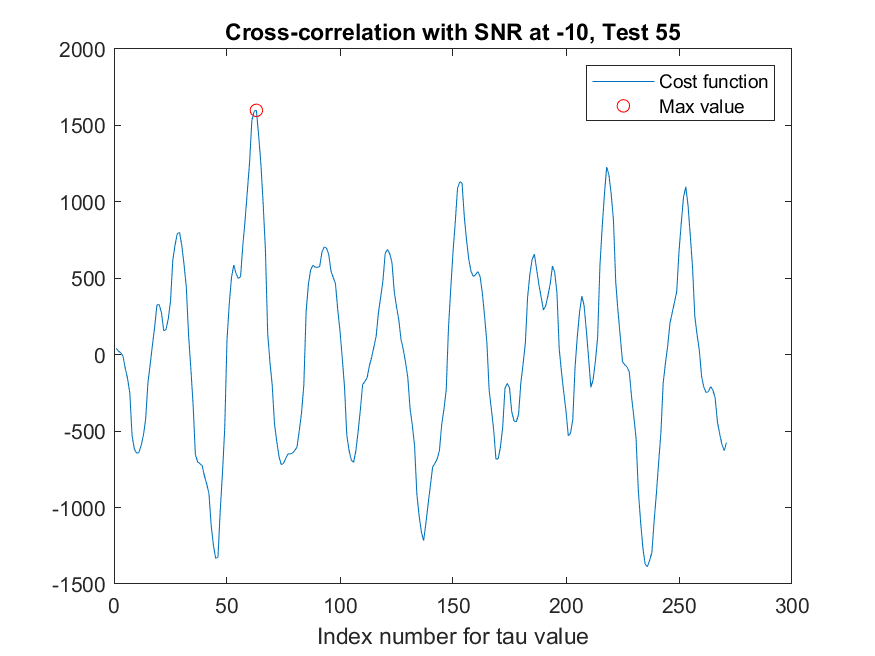 Cross-correlation with SNR at -10, Test 55
2000
1500
1000
500
0
-500
-1000
-1500
Cost function
Max value
0 50 100 150 200 250 300
Index number for tau value